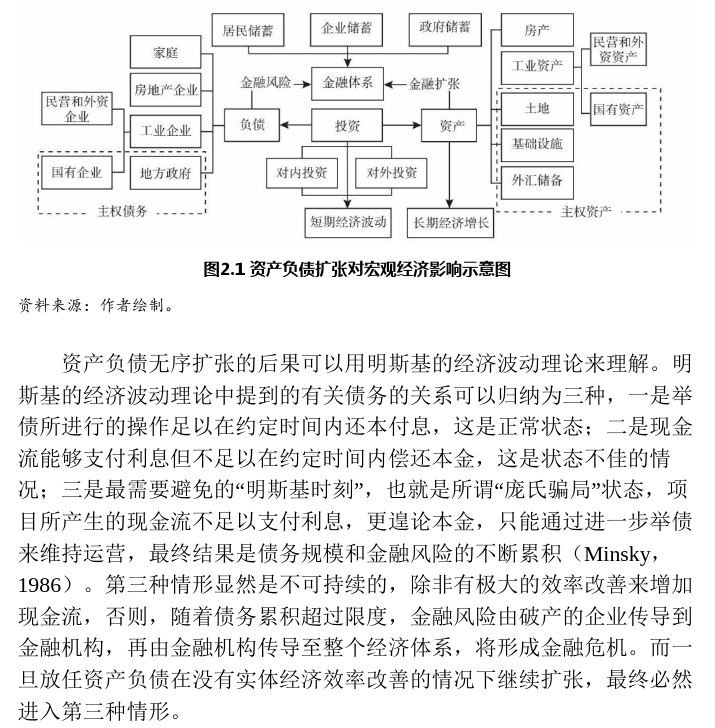 居民储蓄
企业储蓄
政府储蓄
家庭
房产
民营和外
资资产
房地产企业
金融风险
金融体系
金融扩张
工业资产
民营和外资
企业
负债
投资
资产
土地
国有资产
工业企业
基础设施
国有企业
地方政府
对内投资
对外投资
外汇储备
主权债务
主权资产
短期经济波动
长期经济增长
图2.1 资产负债扩张对宏观经济影响示意图
资料来源：作者绘制。
资产负债无序扩张的后果可以用明斯基的经济波动理论来理解。明
斯基的经济波动理论中提到的有关债务的关系可以归纳为三种，一是举
债所进行的操作足以在约定时间内还本付息，这是正常状态；二是现金
流能够支付利息但不足以在约定时间内偿还本金，这是状态不佳的情
况；三是最需要避免的“明斯基时刻”，也就是所谓“庞氏骗局”状态，项
目所产生的现金流不足以支付利息，更遑论本金，只能通过进一步举债
来维持运营，最终结果是债务规模和金融风险的不断累积（Minsky，
1986）。第三种情形显然是不可持续的，除非有极大的效率改善来增加
现金流，否则，随着债务累积超过限度，金融风险由破产的企业传导到
金融机构，再由金融机构传导至整个经济体系，将形成金融危机。而一
旦放任资产负债在没有实体经济效率改善的情况下继续扩张，最终必然
进入第三种情形。